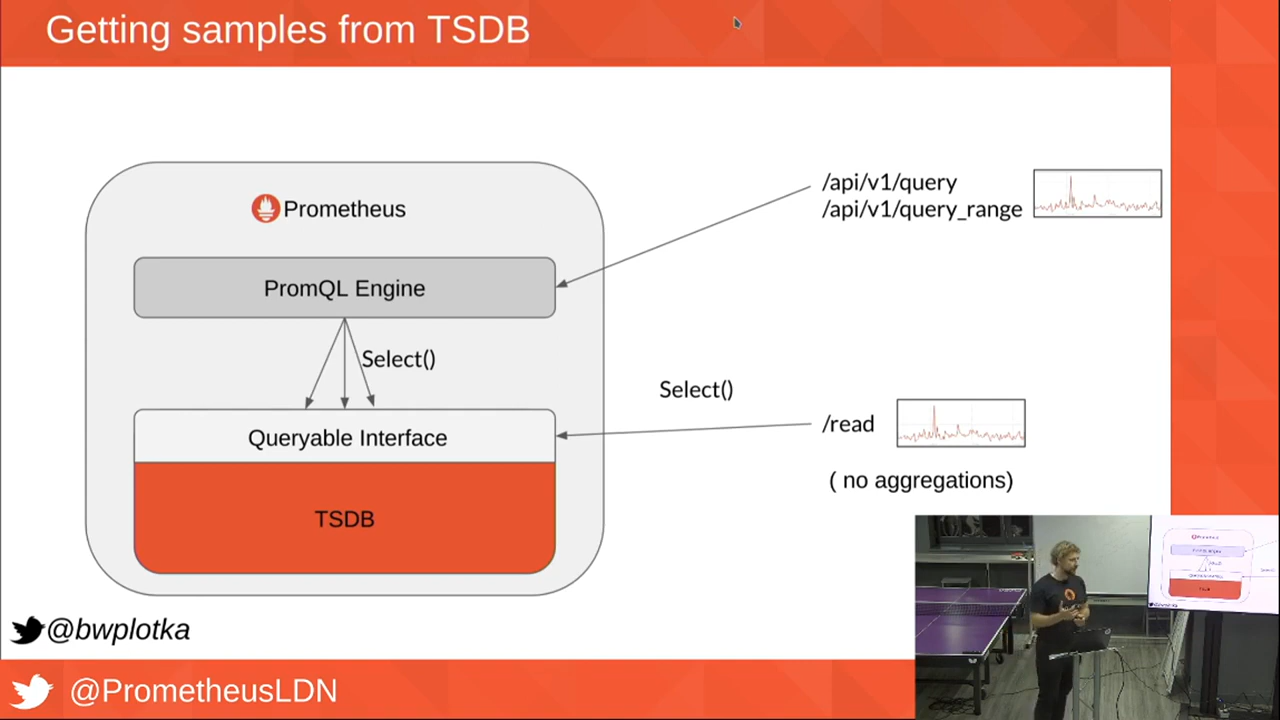 Getting samples from TSDB
Prometheus
/api/v1/query
/api/v1/query_range
PromQL Engine
Select()
Select()
Queryable Interface
/read
( no aggregations)
TSDB
@bwplotka
@PrometheusLDN